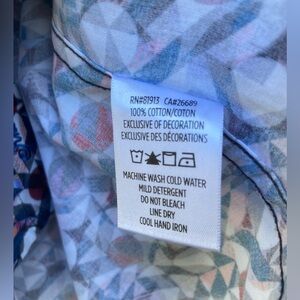 RN#81913 CA#26689
100% COTTON/COTON
EXCLUSIVE OF DECORATION
EXCLUSIVE DES DÉCORATIONS
MACHINE WASH COLD WATER
MILD DETERGENT
DO NOT BLEACH
LINE DRY
COOL HAND IRON